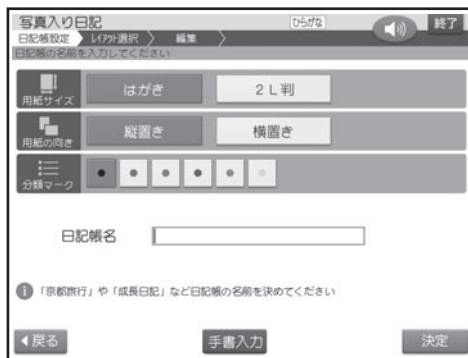 写真入り日記
ひらがな
終了
日記帳設定 レイアウト選択 編集
日記帳の名前を入力してください
用紙サイズ はがき 2L判
用紙の向き 縦置き 横置き
分類マーク
日記帳名
「京都旅行」や「成長日記」など日記帳の名前を決めてください
戻る 手書入力 決定